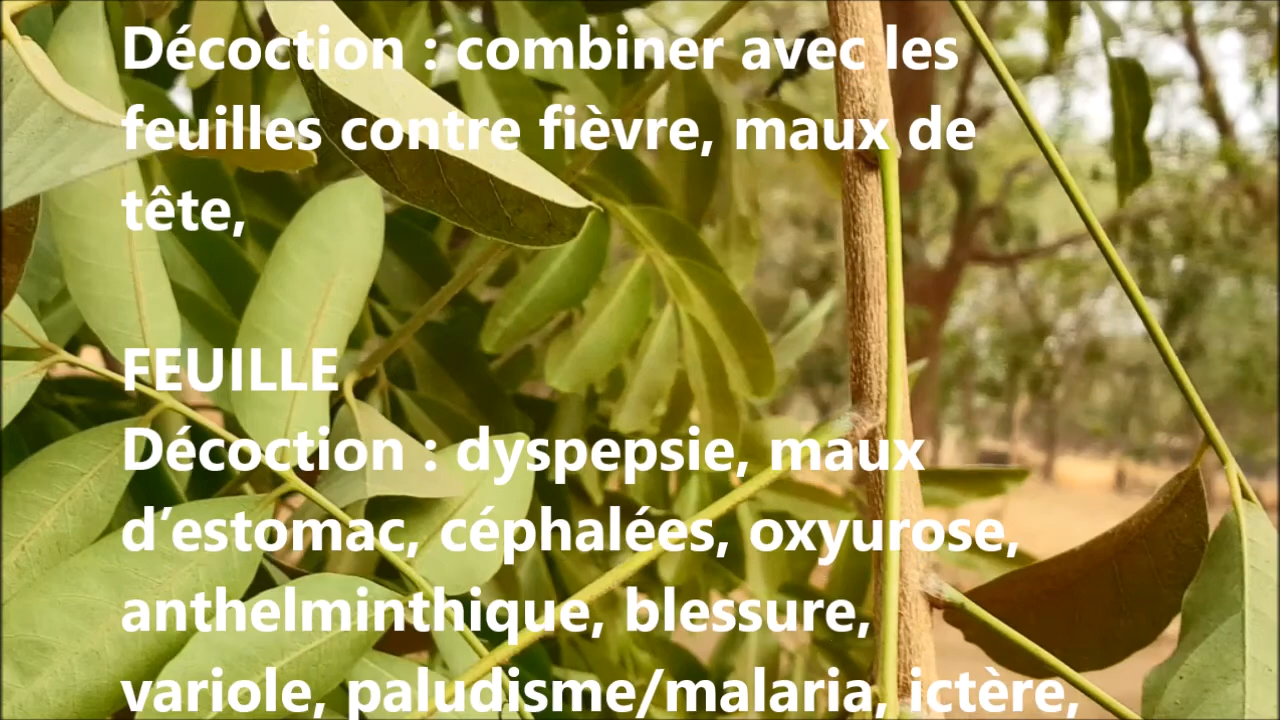 Décoction : combiner avec les
feuilles contre fièvre, maux de
tête,
FEUILLE
Décoction : dyspepsie, maux
d’estomac, céphalées, oxyurose,
anthelminthique, blessure,
variole, paludisme/malaria, ictère,